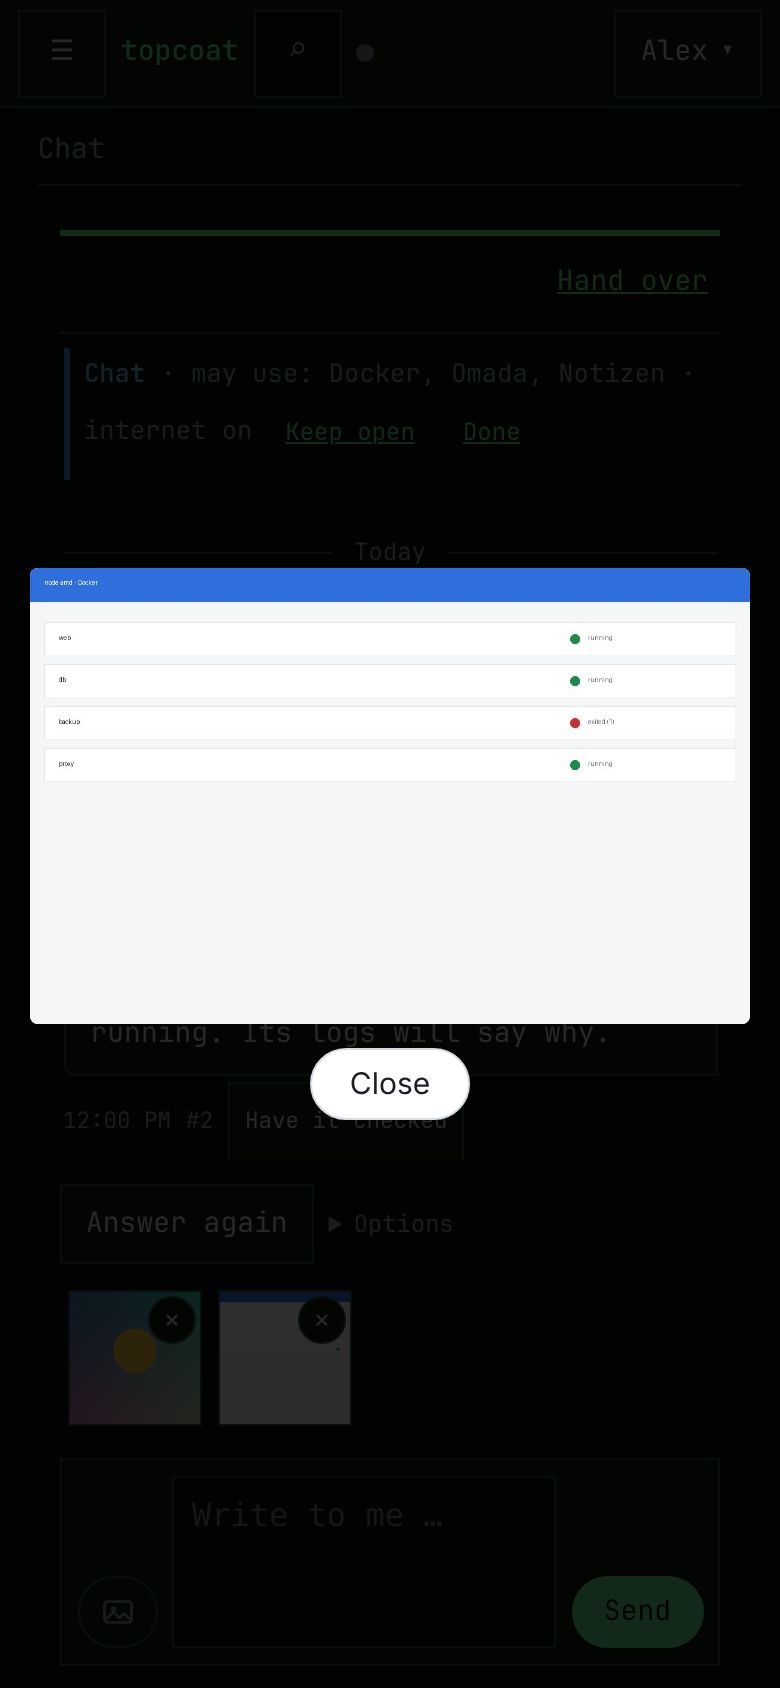 ☰ topcoat ⌕ Alex ▾
Chat
Hand over
Chat · may use: Docker, Omada, Notizen ·
internet on Keep open Done
Today
node-amd · Docker
web running
db running
backup exited (1)
proxy running
running. Its logs will say why.
Close
12:00 PM #2 Have it checked
Answer again ▶ Options
✕ ✕
Write to me …
Send